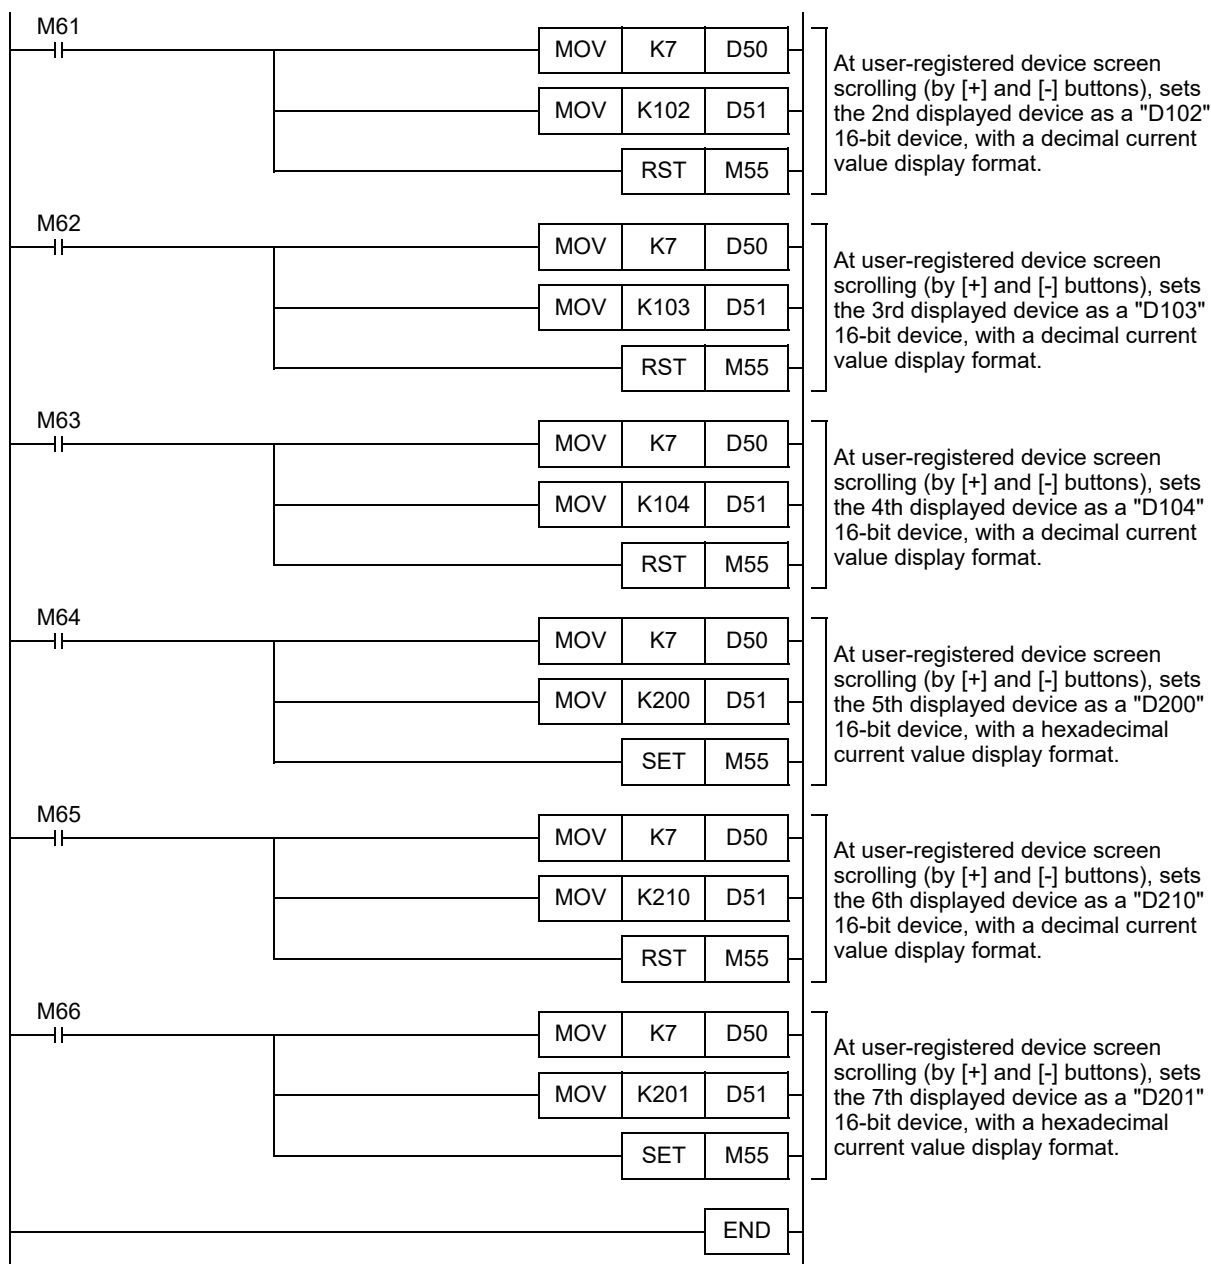 M61
MOV K7 D50
MOV K102 D51
RST M55
At user-registered device screen
scrolling (by [+] and [-] buttons), sets
the 2nd displayed device as a "D102"
16-bit device, with a decimal current
value display format.
M62
MOV K7 D50
MOV K103 D51
RST M55
At user-registered device screen
scrolling (by [+] and [-] buttons), sets
the 3rd displayed device as a "D103"
16-bit device, with a decimal current
value display format.
M63
MOV K7 D50
MOV K104 D51
RST M55
At user-registered device screen
scrolling (by [+] and [-] buttons), sets
the 4th displayed device as a "D104"
16-bit device, with a decimal current
value display format.
M64
MOV K7 D50
MOV K200 D51
SET M55
At user-registered device screen
scrolling (by [+] and [-] buttons), sets
the 5th displayed device as a "D200"
16-bit device, with a hexadecimal
current value display format.
M65
MOV K7 D50
MOV K210 D51
RST M55
At user-registered device screen
scrolling (by [+] and [-] buttons), sets
the 6th displayed device as a "D210"
16-bit device, with a decimal current
value display format.
M66
MOV K7 D50
MOV K201 D51
SET M55
At user-registered device screen
scrolling (by [+] and [-] buttons), sets
the 7th displayed device as a "D201"
16-bit device, with a hexadecimal
current value display format.
END